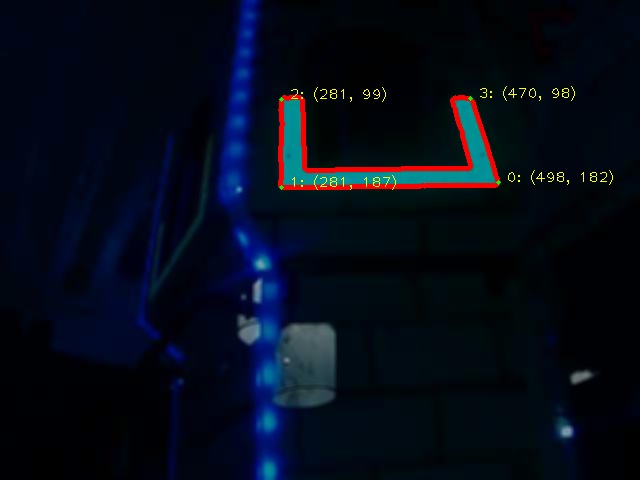 2: (281, 99)
3: (470, 98)
1: (281, 187)
0: (498, 182)